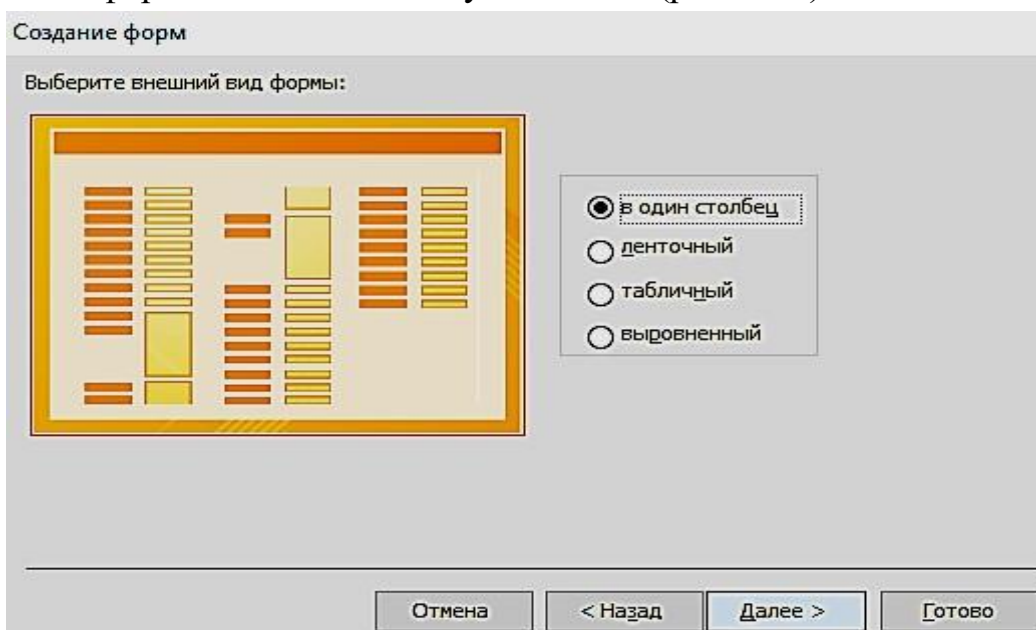 Создание форм
Выберите внешний вид формы:
в один столбец
ленточный
табличный
выровненный
Отмена
< Назад
Далее >
Готово